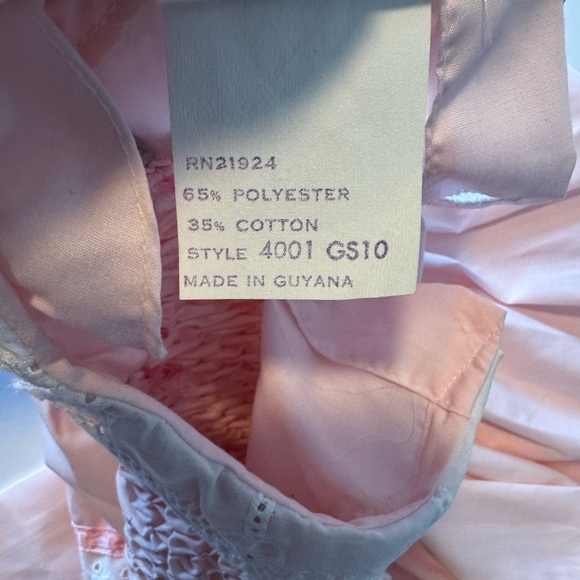 RN21924
65% POLYESTER
35% COTTON
STYLE 4001 GS10
MADE IN GUYANA